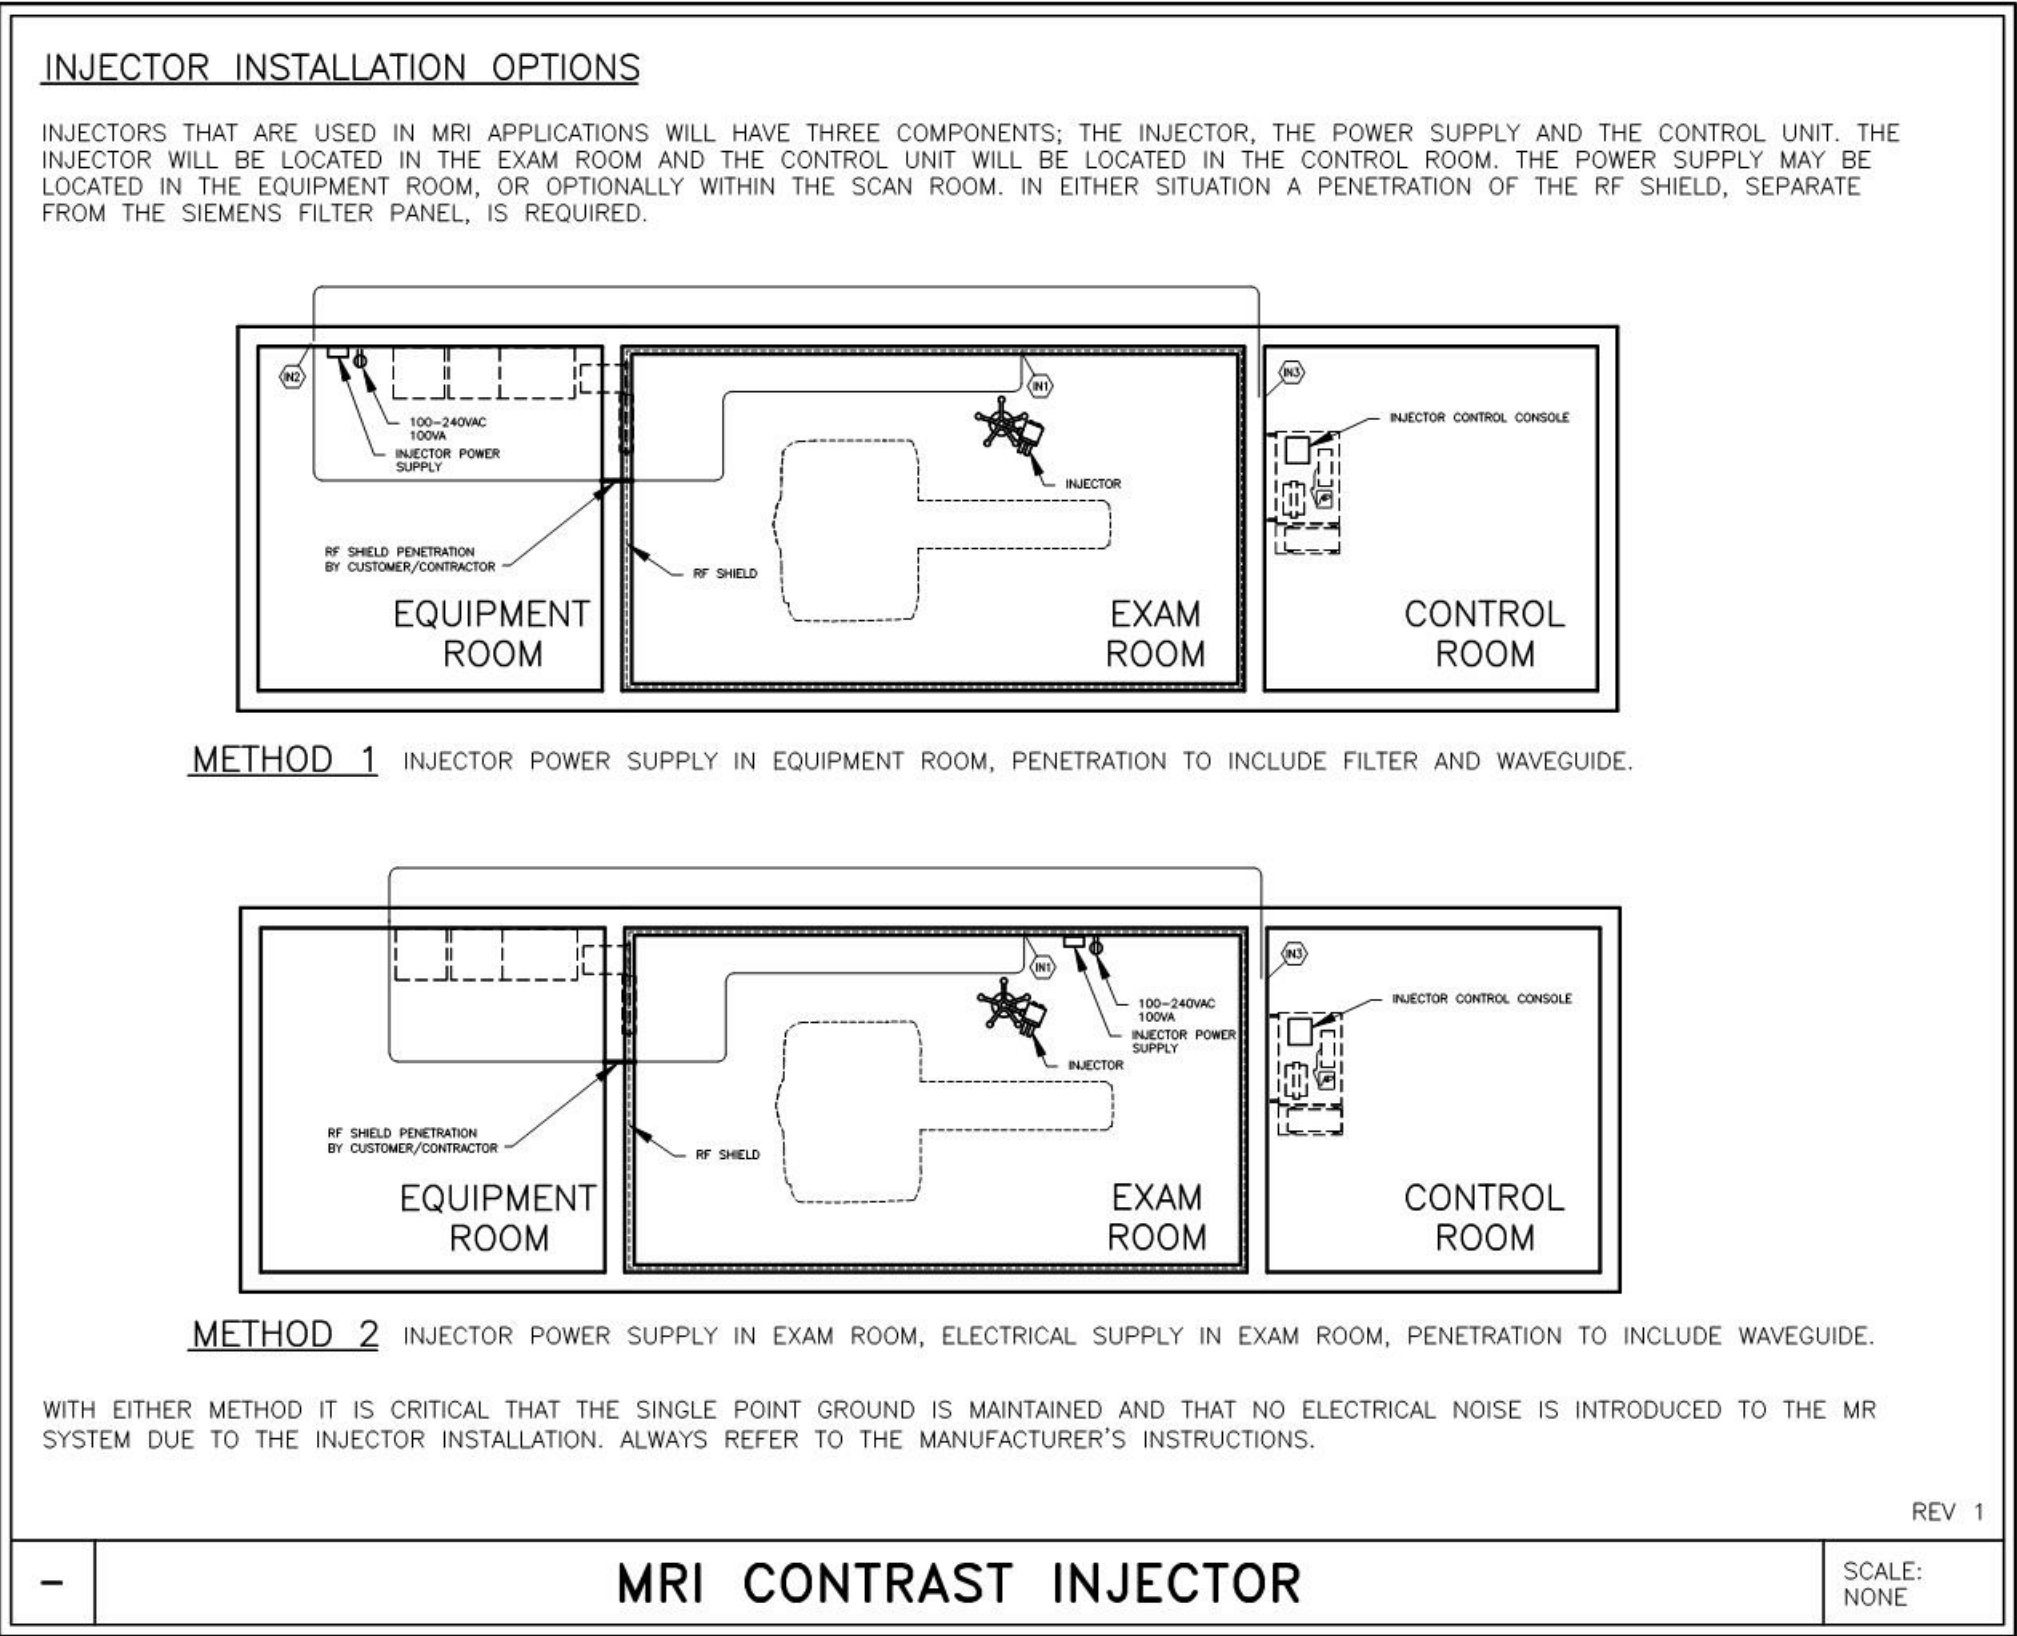 INJECTOR INSTALLATION OPTIONS
INJECTORS THAT ARE USED IN MRI APPLICATIONS WILL HAVE THREE COMPONENTS; THE INJECTOR, THE POWER SUPPLY AND THE CONTROL UNIT. THE
INJECTOR WILL BE LOCATED IN THE EXAM ROOM AND THE CONTROL UNIT WILL BE LOCATED IN THE CONTROL ROOM. THE POWER SUPPLY MAY BE
LOCATED IN THE EQUIPMENT ROOM, OR OPTIONALLY WITHIN THE SCAN ROOM. IN EITHER SITUATION A PENETRATION OF THE RF SHIELD, SEPARATE
FROM THE SIEMENS FILTER PANEL, IS REQUIRED.
IN2
100-240VAC
100VA
INJECTOR POWER
SUPPLY
RF SHIELD PENETRATION
BY CUSTOMER/CONTRACTOR
EQUIPMENT
ROOM
IN1
INJECTOR
RF SHIELD
EXAM
ROOM
IN3
INJECTOR CONTROL CONSOLE
CONTROL
ROOM
METHOD 1 INJECTOR POWER SUPPLY IN EQUIPMENT ROOM, PENETRATION TO INCLUDE FILTER AND WAVEGUIDE.
RF SHIELD PENETRATION
BY CUSTOMER/CONTRACTOR
EQUIPMENT
ROOM
IN1
100-240VAC
100VA
INJECTOR POWER
SUPPLY
INJECTOR
RF SHIELD
EXAM
ROOM
IN3
INJECTOR CONTROL CONSOLE
CONTROL
ROOM
METHOD 2 INJECTOR POWER SUPPLY IN EXAM ROOM, ELECTRICAL SUPPLY IN EXAM ROOM, PENETRATION TO INCLUDE WAVEGUIDE.
WITH EITHER METHOD IT IS CRITICAL THAT THE SINGLE POINT GROUND IS MAINTAINED AND THAT NO ELECTRICAL NOISE IS INTRODUCED TO THE MR
SYSTEM DUE TO THE INJECTOR INSTALLATION. ALWAYS REFER TO THE MANUFACTURER'S INSTRUCTIONS.
REV 1
-
MRI CONTRAST INJECTOR
SCALE:
NONE